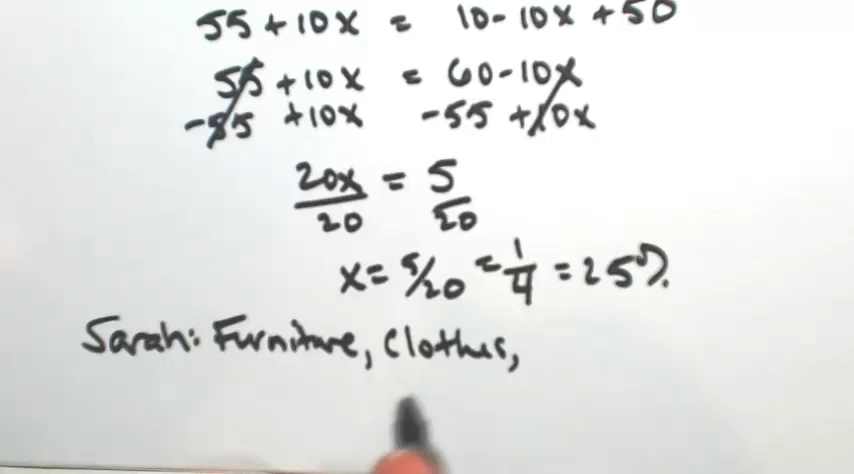 55 + 10x = 10 - 10x + 50
55 + 10x = 60 - 10x
-55 + 10x -55 + 10x
20x/20 = 5/20
x = 5/20 = 1/4 = 25%
Sarah: Furniture, Clothes,